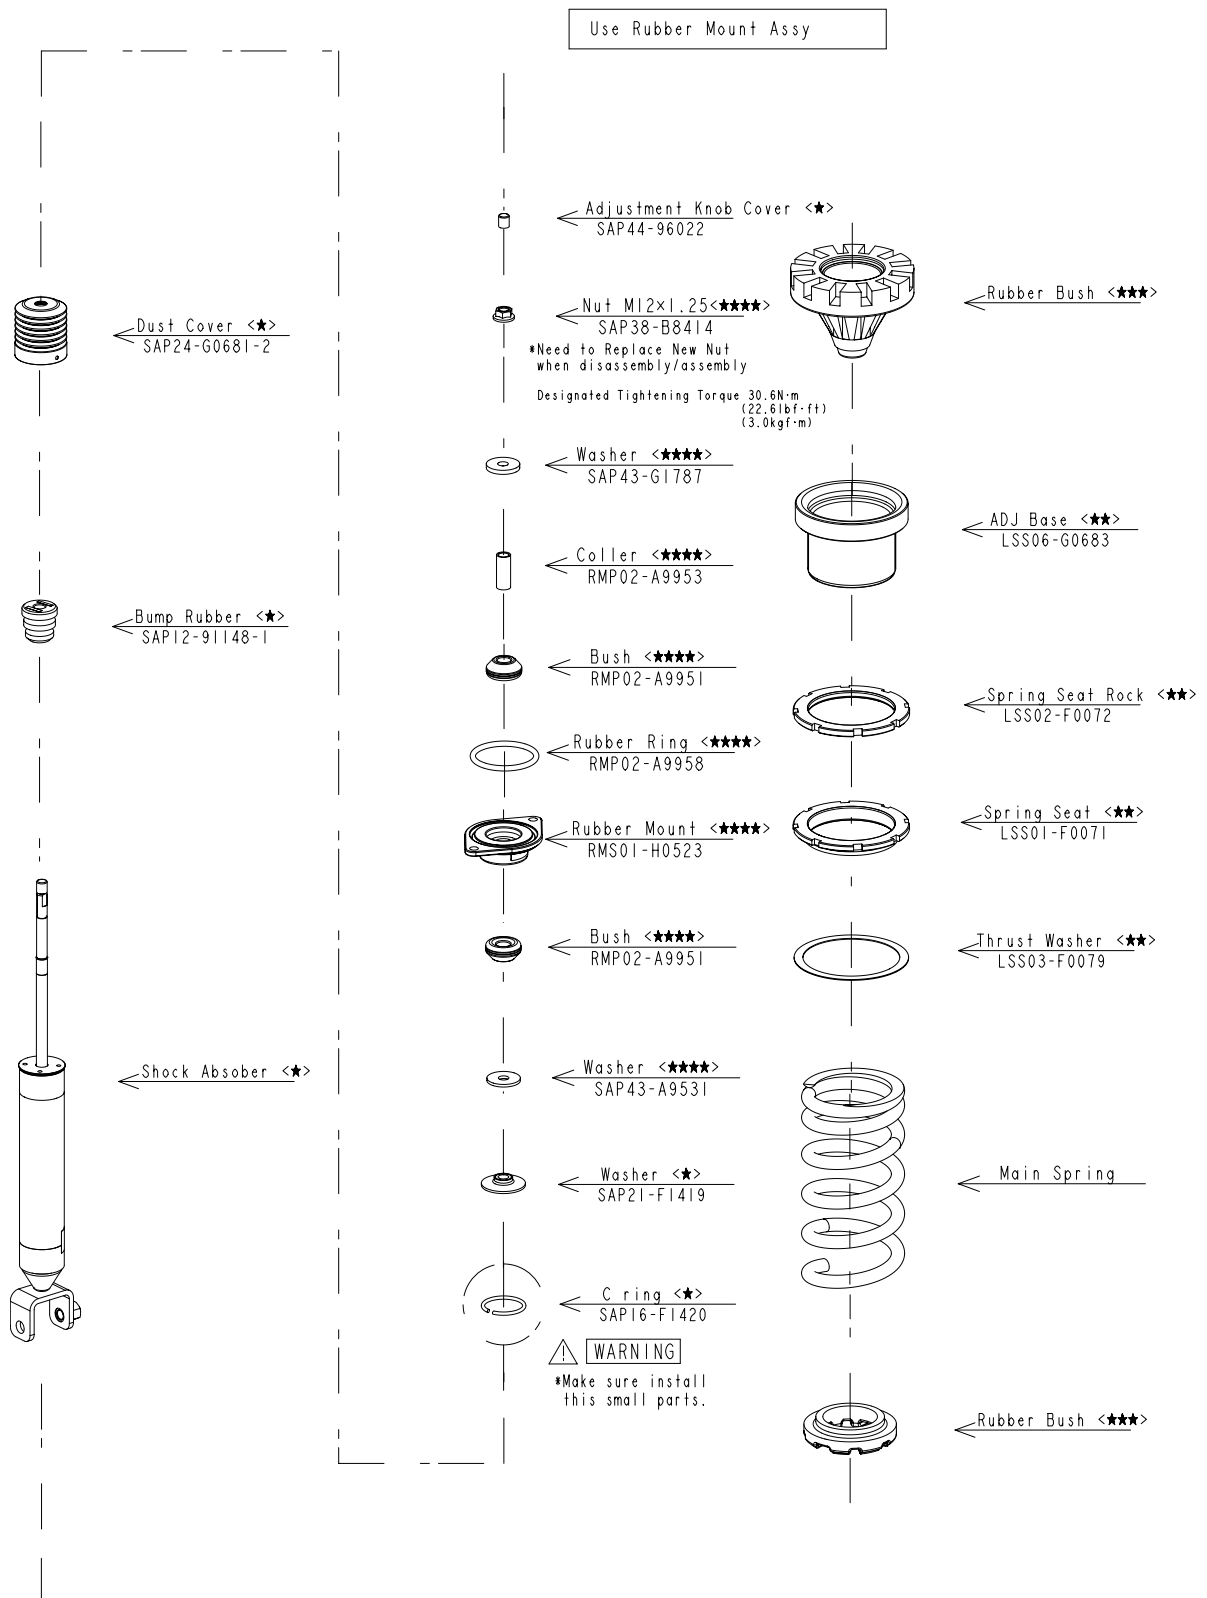 Use Rubber Mount Assy
Dust Cover <★>
SAP24-G0681-2
Bump Rubber <★>
SAP12-91148-1
Shock Absober <★>
Adjustment Knob Cover <★>
SAP44-96022
Nut M12×1.25<★★★★>
SAP38-B8414
*Need to Replace New Nut
when disassembly/assembly
Designated Tightening Torque 30.6N·m
(22.6lbf·ft)
(3.0kgf·m)
Washer <★★★★>
SAP43-G1787
Coller <★★★★>
RMP02-A9953
Bush <★★★★>
RMP02-A9951
Rubber Ring <★★★★>
RMP02-A9958
Rubber Mount <★★★★>
RMS01-H0523
Bush <★★★★>
RMP02-A9951
Washer <★★★★>
SAP43-A9531
Washer <★>
SAP21-F1419
C ring <★>
SAP16-F1420
WARNING
*Make sure install
this small parts.
Rubber Bush <★★★>
ADJ Base <★★>
LSS06-G0683
Spring Seat Rock <★★>
LSS02-F0072
Spring Seat <★★>
LSS01-F0071
Thrust Washer <★★>
LSS03-F0079
Main Spring
Rubber Bush <★★★>